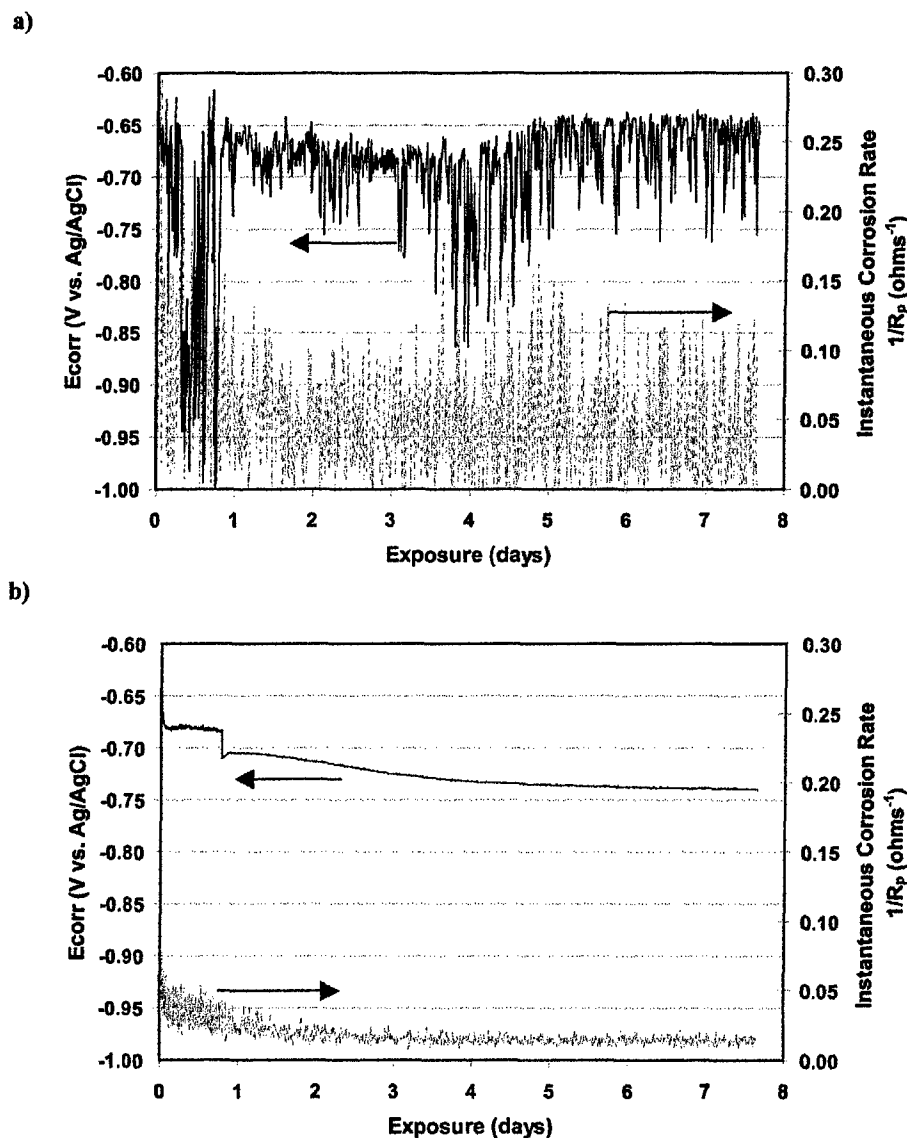 a)
-0.60
-0.65
-0.70
-0.75
-0.80
-0.85
-0.90
-0.95
-1.00
Ecorr (V vs. Ag/AgCl)
0.30
0.25
0.20
0.15
0.10
0.05
0.00
Instantaneous Corrosion Rate
1/Rp (ohms-1)
0 1 2 3 4 5 6 7 8
Exposure (days)
b)
-0.60
-0.65
-0.70
-0.75
-0.80
-0.85
-0.90
-0.95
-1.00
Ecorr (V vs. Ag/AgCl)
0.30
0.25
0.20
0.15
0.10
0.05
0.00
Instantaneous Corrosion Rate
1/Rp (ohms-1)
0 1 2 3 4 5 6 7 8
Exposure (days)